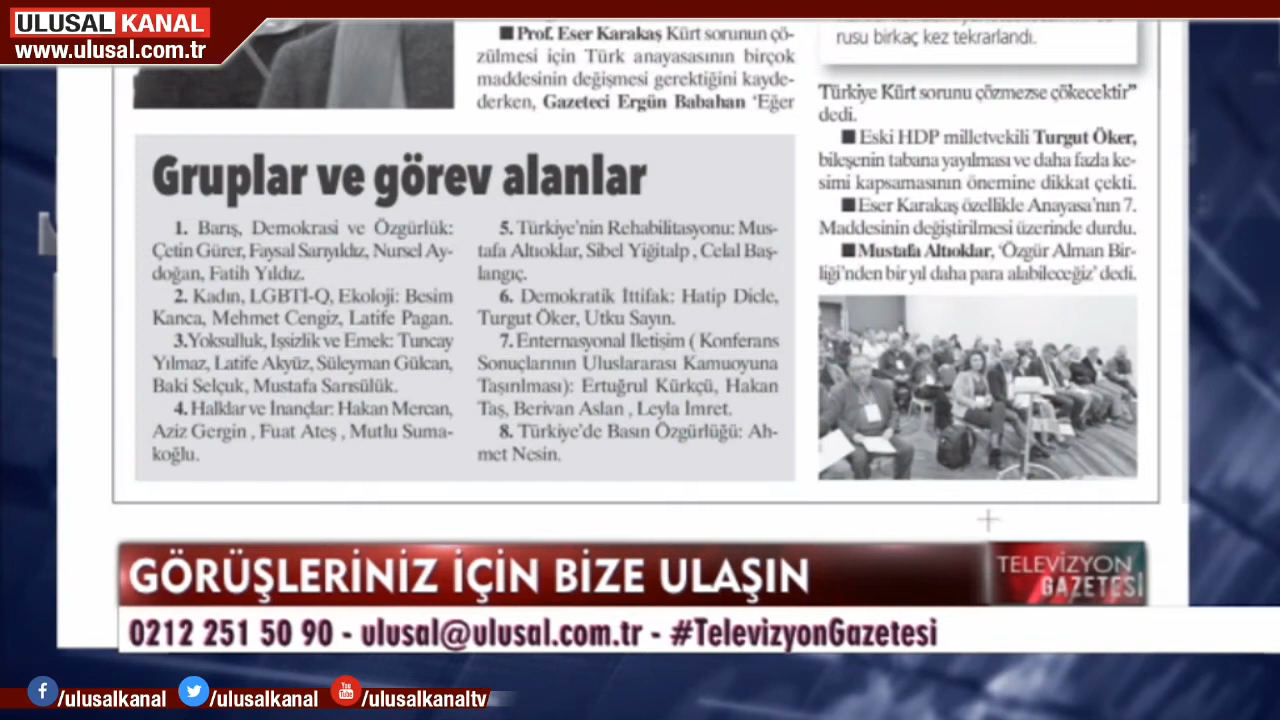 ULUSAL KANAL
www.ulusal.com.tr
■ Prof. Eser Karakaş Kürt sorunun çö-
zülmesi için Türk anayasasının birçok
maddesinin değişmesi gerektiğini kayde-
derken, Gazeteci Ergün Babahan 'Eğer
rusu birkaç kez tekrarlandı.
Türkiye Kürt sorunu çözmezse çökecektir"
dedi.
■ Eski HDP milletvekili Turgut Öker,
bileşenin tabana yayılması ve daha fazla ke-
simi kapsamasının önemine dikkat çekti.
■ Eser Karakaş özellikle Anayasa'nın 7.
Maddesinin değiştirilmesi üzerinde durdu.
■ Mustafa Altıoklar, 'Özgür Alman Bir-
liği'nden bir yıl daha para alabileceğiz' dedi.
Gruplar ve görev alanlar
1. Barış, Demokrasi ve Özgürlük:
Çetin Gürer, Faysal Sarıyıldız, Nursel Ay-
doğan, Fatih Yıldız.
2. Kadın, LGBTİ-Q, Ekoloji: Besim
Kanca, Mehmet Cengiz, Latife Pagan.
3.Yoksulluk, Işsizlik ve Emek: Tuncay
Yılmaz, Latife Akyüz, Süleyman Gülcan,
Baki Selçuk, Mustafa Sarısülük.
4. Halklar ve İnançlar: Hakan Mercan,
Aziz Gergin , Fuat Ateş , Mutlu Suma-
koğlu.
5. Türkiye'nin Rehabilitasyonu: Mus-
tafa Altıoklar, Sibel Yiğitalp , Celal Baş-
langıç.
6. Demokratik İttifak: Hatip Dicle,
Turgut Öker, Utku Sayın.
7. Enternasyonal İletişim ( Konferans
Sonuçlarının Uluslararası Kamuoyuna
Taşınılması): Ertuğrul Kürkçü, Hakan
Taş, Berivan Aslan , Leyla İmret.
8. Türkiye'de Basın Özgürlüğü: Ah-
met Nesin.
GÖRÜŞLERİNİZ İÇİN BİZE ULAŞIN
TELEVİZYON
GAZETESİ
0212 251 50 90 - ulusal@ulusal.com.tr - #TelevizyonGazetesi
/ulusalkanal
/ulusalkanal
You Tube
/ulusalkanaltv